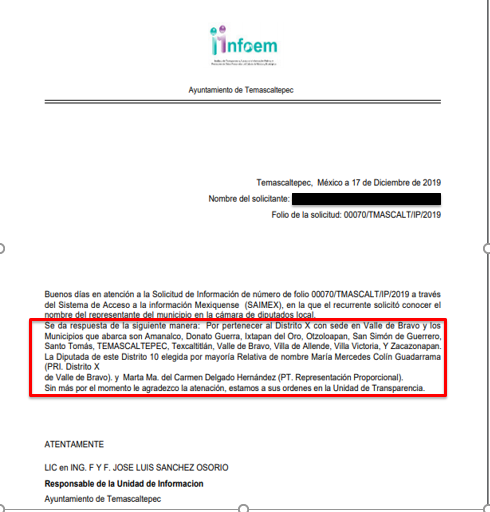 infoem
Ayuntamiento de Temascaltepec
Temascaltepec, México a 17 de Diciembre de 2019
Nombre del solicitante:
Folio de la solicitud: 00070/TMASCALT/IP/2019
Buenos días en atención a la Solicitud de Información de número de folio 00070/TMASCALT/IP/2019 a través
del Sistema de Acceso a la información Mexiquense (SAIMEX), en la que el recurrente solicitó conocer el
nombre del representante del municipio en la cámara de diputados local.
Se da respuesta de la siguiente manera: Por pertenecer al Distrito X con sede en Valle de Bravo y los
Municipios que abarca son Amanalco, Donato Guerra, Ixtapan del Oro, Otzoloapan, San Simón de Guerrero,
Santo Tomás, TEMASCALTEPEC, Texcaltitlán, Valle de Bravo, Villa de Allende, Villa Victoria, Y Zacazonapan.
La Diputada de este Distrito 10 elegida por mayoría Relativa de nombre María Mercedes Colín Guadarrama
(PRI. Distrito X
de Valle de Bravo). y Marta Ma. del Carmen Delgado Hernández (PT. Representación Proporcional).
Sin más por el momento le agradezco la atenación, estamos a sus ordenes en la Unidad de Transparencia.
ATENTAMENTE
LIC en ING. F Y F. JOSE LUIS SANCHEZ OSORIO
Responsable de la Unidad de Informacion
Ayuntamiento de Temascaltepec